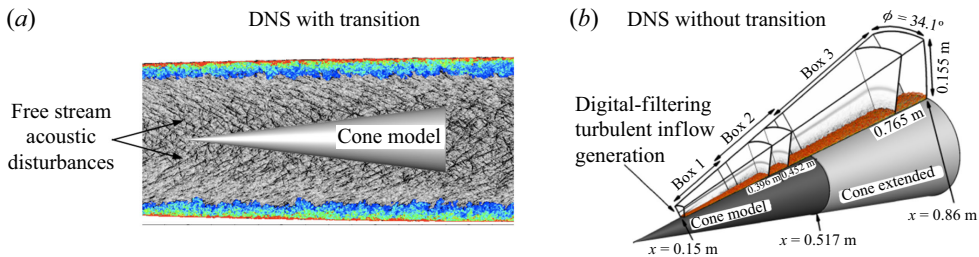 (a)
DNS with transition
Free stream
acoustic
disturbances
Cone model
(b)
DNS without transition
ϕ = 34.1°
0.155 m
Box 3
Box 2
Box 1
Digital-filtering
turbulent inflow
generation
0.765 m
0.396 m
0.452 m
Cone model
Cone extended
x = 0.15 m
x = 0.517 m
x = 0.86 m